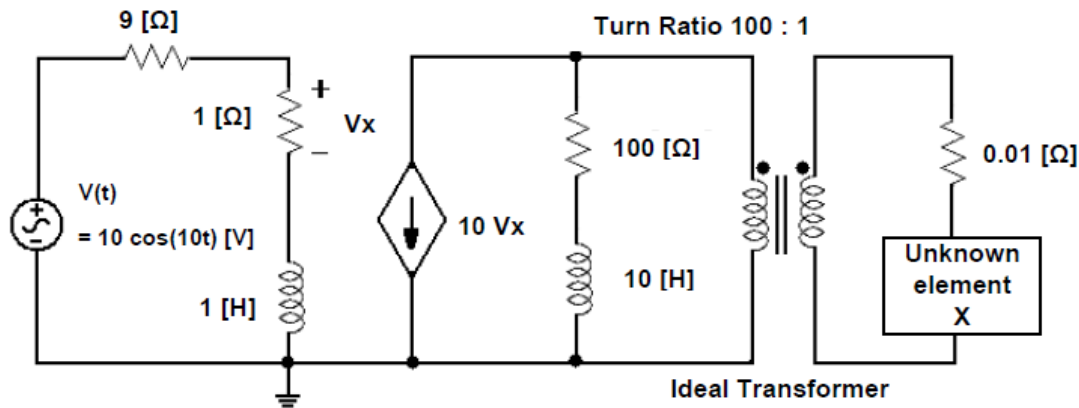 9 [Ω]
Turn Ratio 100 : 1
1 [Ω]
+
Vx
–
100 [Ω]
0.01 [Ω]
V(t)
= 10 cos(10t) [V]
+
–
10 Vx
1 [H]
10 [H]
Unknown
element
X
Ideal Transformer